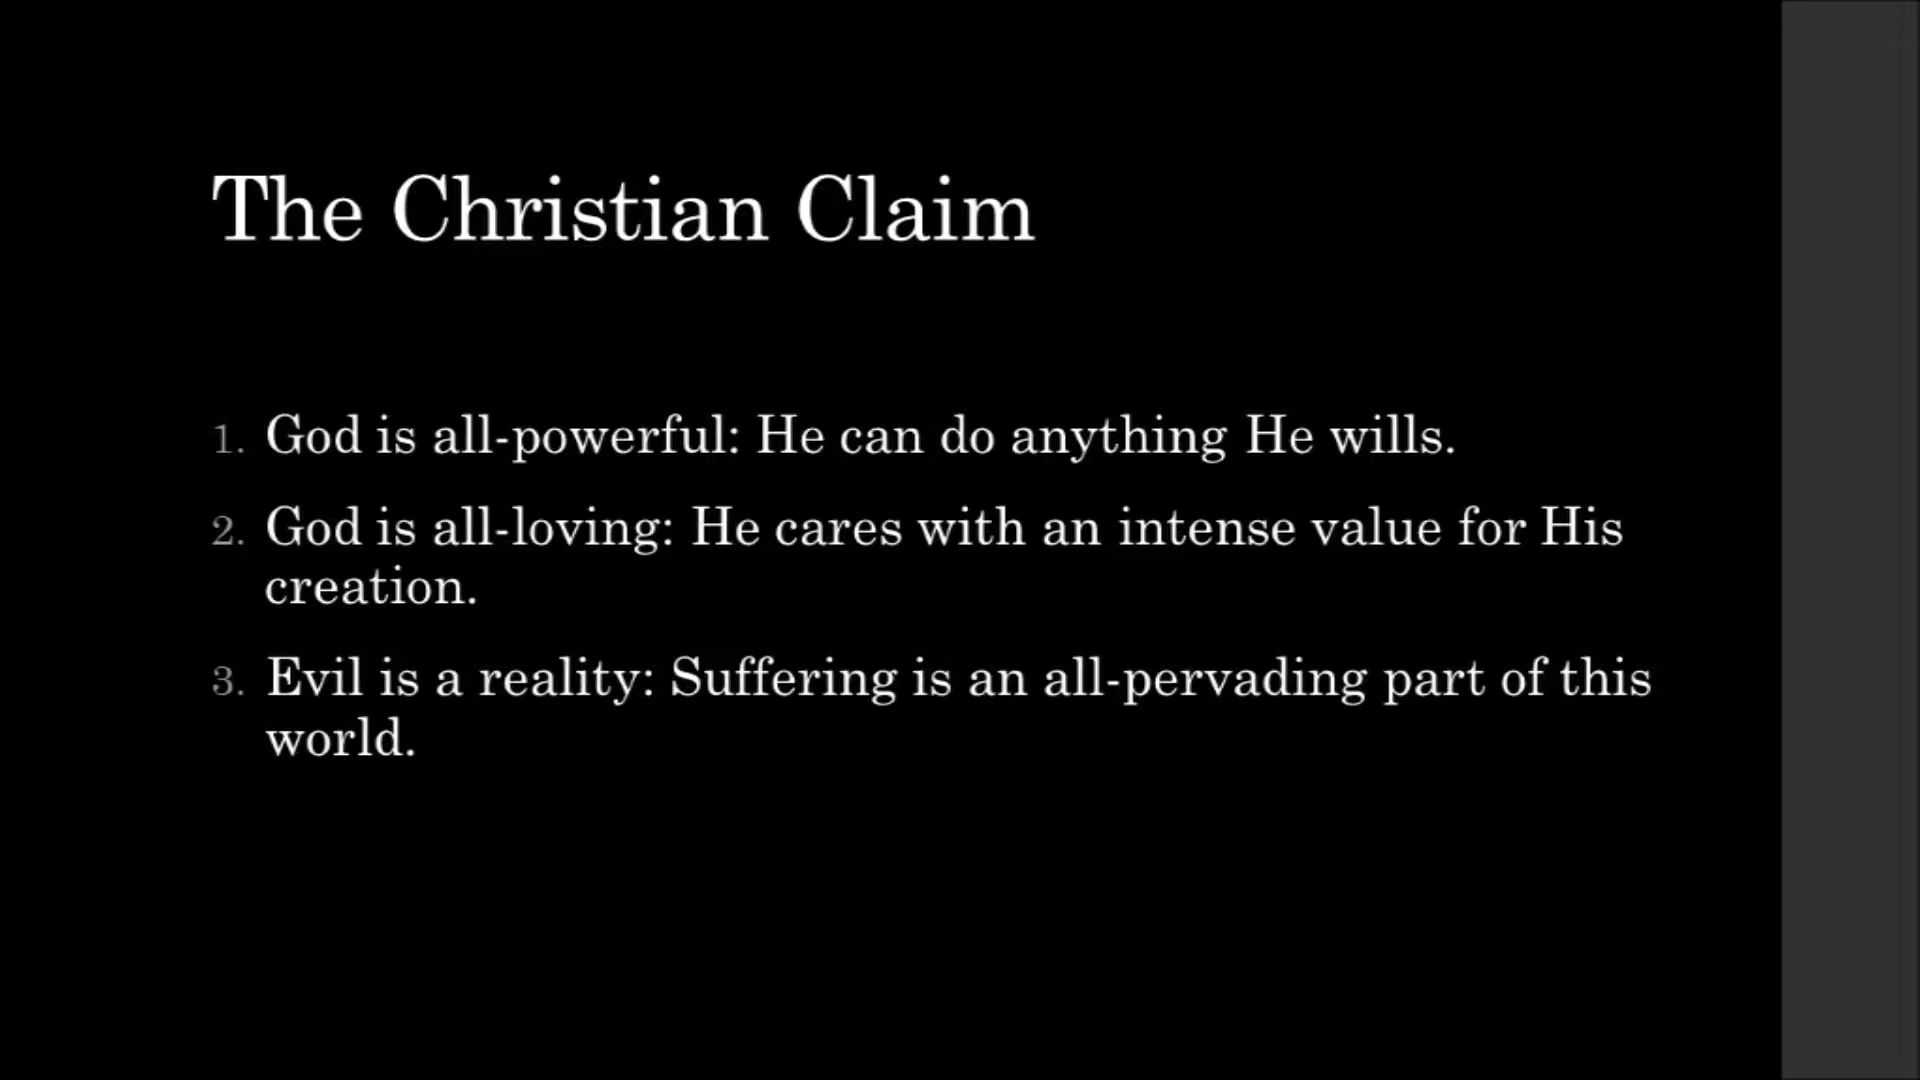 The Christian Claim
1. God is all-powerful: He can do anything He wills.
2. God is all-loving: He cares with an intense value for His
creation.
3. Evil is a reality: Suffering is an all-pervading part of this
world.